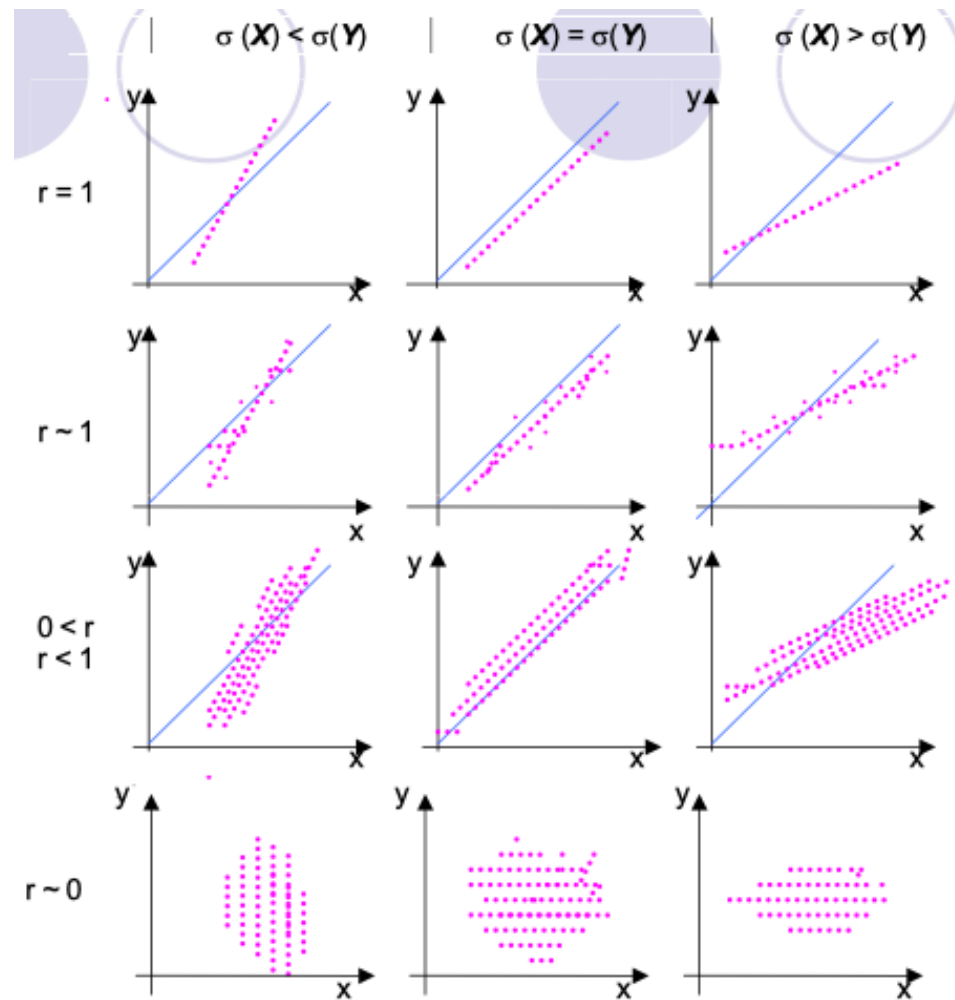 σ (X) < σ(Y)
σ (X) = σ(Y)
σ (X) > σ(Y)
r = 1
y
x
y
x
y
x
r ~ 1
y
x
y
x
y
x
0 < r
r < 1
y
x
y
x
y
x
r ~ 0
y
x
y
x
y
x